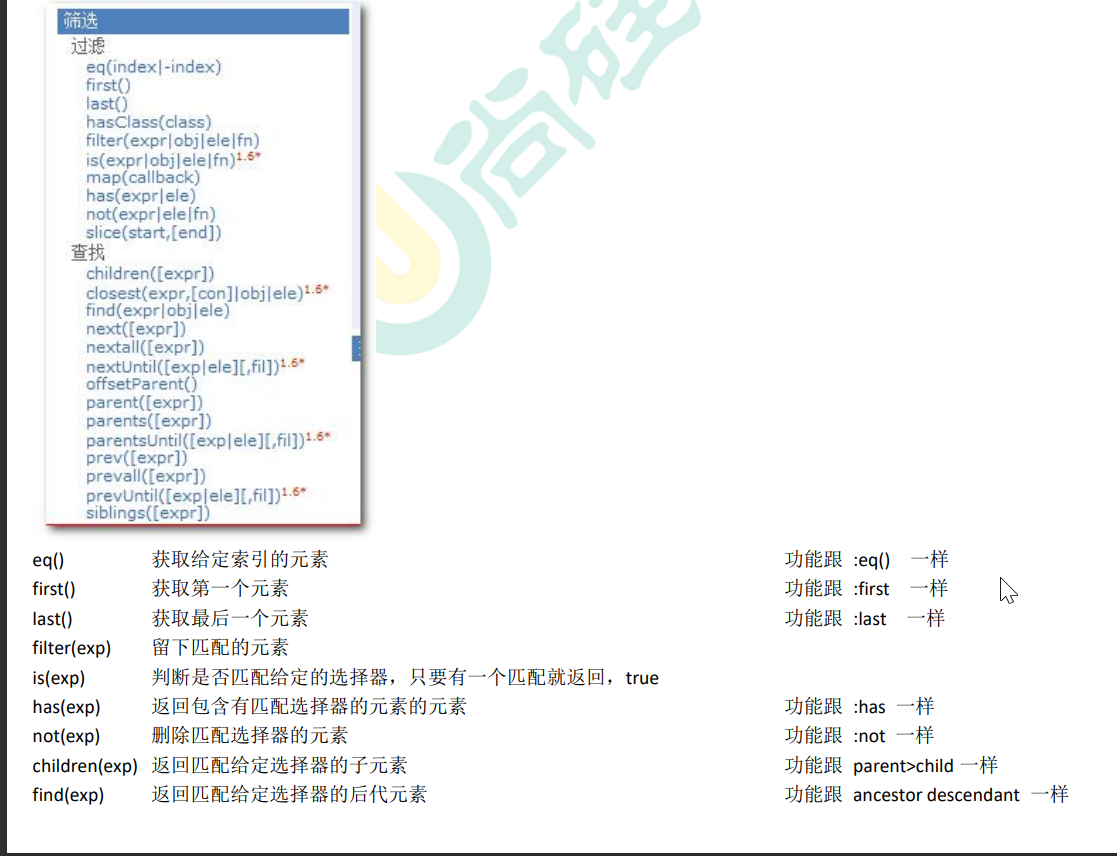 筛选
过滤
eq(index|-index)
first()
last()
hasClass(class)
filter(expr|obj|ele|fn)
is(expr|obj|ele|fn)1.6*
map(callback)
has(expr|ele)
not(expr|ele|fn)
slice(start,[end])
查找
children([expr])
closest(expr,[con]|obj|ele)1.6*
find(expr|obj|ele)
next([expr])
nextall([expr])
nextUntil([exp|ele][,fil])1.6*
offsetParent()
parent([expr])
parents([expr])
parentsUntil([exp|ele][,fil])1.6*
prev([expr])
prevall([expr])
prevUntil([exp|ele][,fil])1.6*
siblings([expr])
尚硅
eq() 获取给定索引的元素 功能跟 :eq() 一样
first() 获取第一个元素 功能跟 :first 一样
last() 获取最后一个元素 功能跟 :last 一样
filter(exp) 留下匹配的元素
is(exp) 判断是否匹配给定的选择器，只要有一个匹配就返回，true
has(exp) 返回包含有匹配选择器的元素的元素 功能跟 :has 一样
not(exp) 删除匹配选择器的元素 功能跟 :not 一样
children(exp) 返回匹配给定选择器的子元素 功能跟 parent>child 一样
find(exp) 返回匹配给定选择器的后代元素 功能跟 ancestor descendant 一样